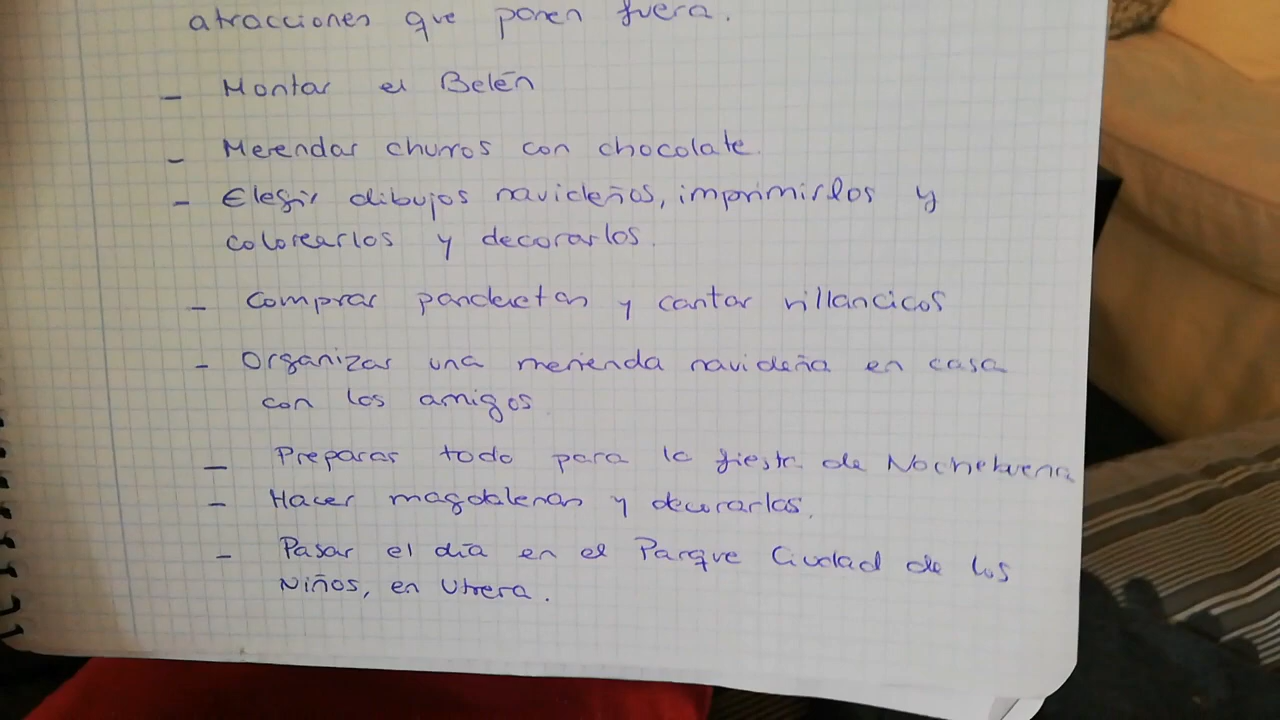 atracciones que ponen fuera.
- Montar el Belén
- Merendar churros con chocolate.
- Elegir dibujos navideños, imprimirlos y
colorearlos y decorarlos.
- Comprar panderetas y cantar villancicos
- Organizar una merienda navideña en casa
con los amigos
- Preparar todo para la fiesta de Nochebuena
- Hacer magdalenas y decorarlas.
- Pasar el día en el Parque Ciudad de los
Niños, en Utrera.